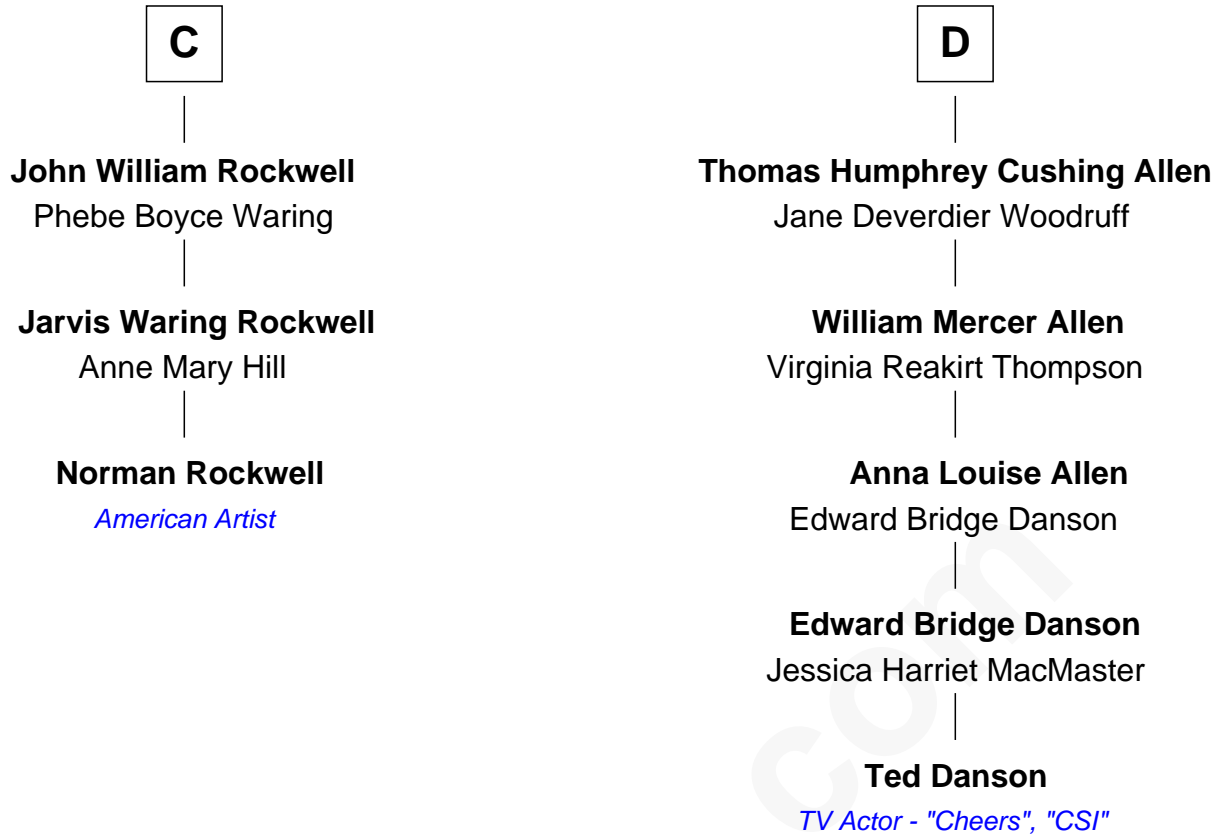 C
John William Rockwell
Phebe Boyce Waring
Jarvis Waring Rockwell
Anne Mary Hill
Norman Rockwell
American Artist
D
Thomas Humphrey Cushing Allen
Jane Deverdier Woodruff
William Mercer Allen
Virginia Reakirt Thompson
Anna Louise Allen
Edward Bridge Danson
Edward Bridge Danson
Jessica Harriet MacMaster
Ted Danson
TV Actor - "Cheers", "CSI"
com